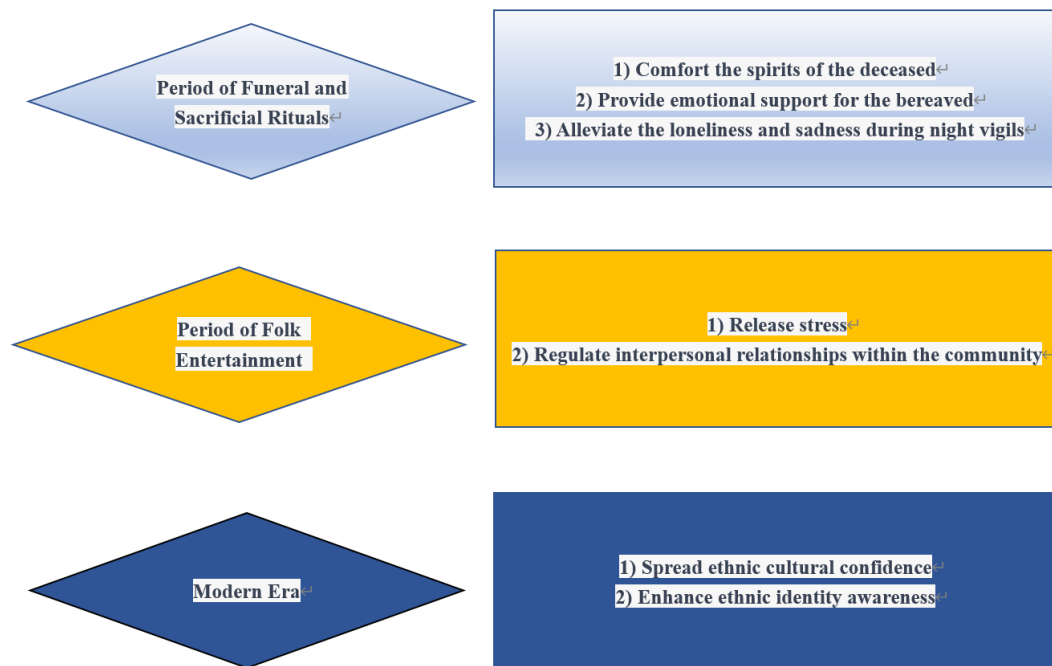 Period of Funeral and
Sacrificial Rituals↵
1) Comfort the spirits of the deceased↵
2) Provide emotional support for the bereaved↵
3) Alleviate the loneliness and sadness during night vigils↵
Period of Folk
Entertainment
1) Release stress↵
2) Regulate interpersonal relationships within the community↵
Modern Era↵
1) Spread ethnic cultural confidence↵
2) Enhance ethnic identity awareness↵